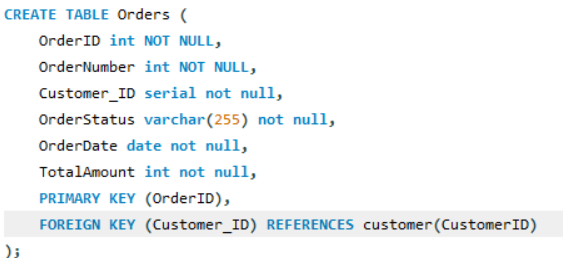 CREATE TABLE Orders (
OrderID int NOT NULL,
OrderNumber int NOT NULL,
Customer_ID serial not null,
OrderStatus varchar(255) not null,
OrderDate date not null,
TotalAmount int not null,
PRIMARY KEY (OrderID),
FOREIGN KEY (Customer_ID) REFERENCES customer(CustomerID)
);